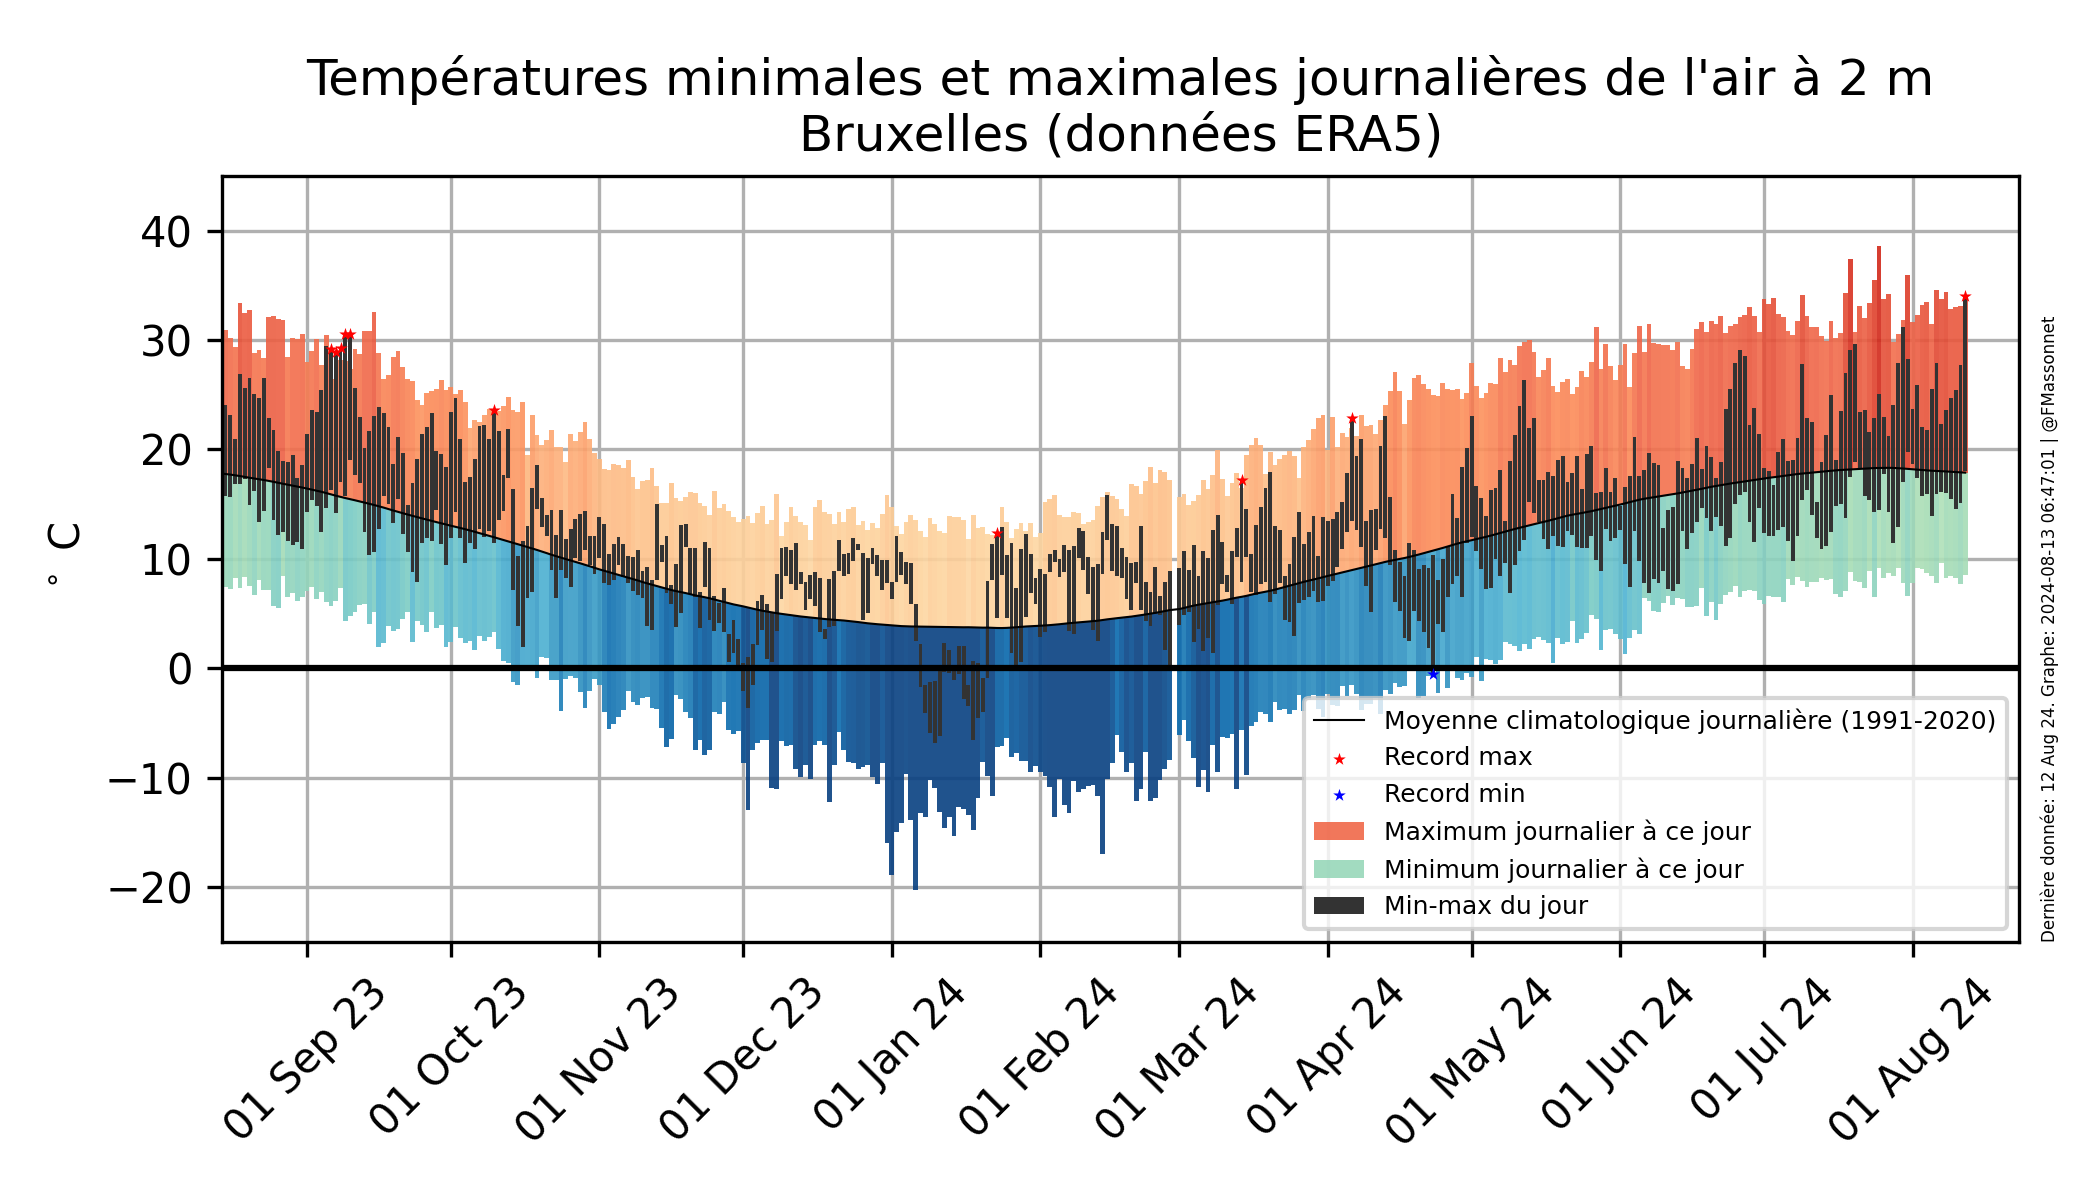 Températures minimales et maximales journalières de l'air à 2 m
Bruxelles (données ERA5)
° C
40
30
20
10
0
−10
−20
01 Sep 23
01 Oct 23
01 Nov 23
01 Dec 23
01 Jan 24
01 Feb 24
01 Mar 24
01 Apr 24
01 May 24
01 Jun 24
01 Jul 24
01 Aug 24
Moyenne climatologique journalière (1991-2020)
Record max
Record min
Maximum journalier à ce jour
Minimum journalier à ce jour
Min-max du jour
Dernière donnée: 12 Aug 24. Graphe: 2024-08-13 06:47:01 | @FMassonnet